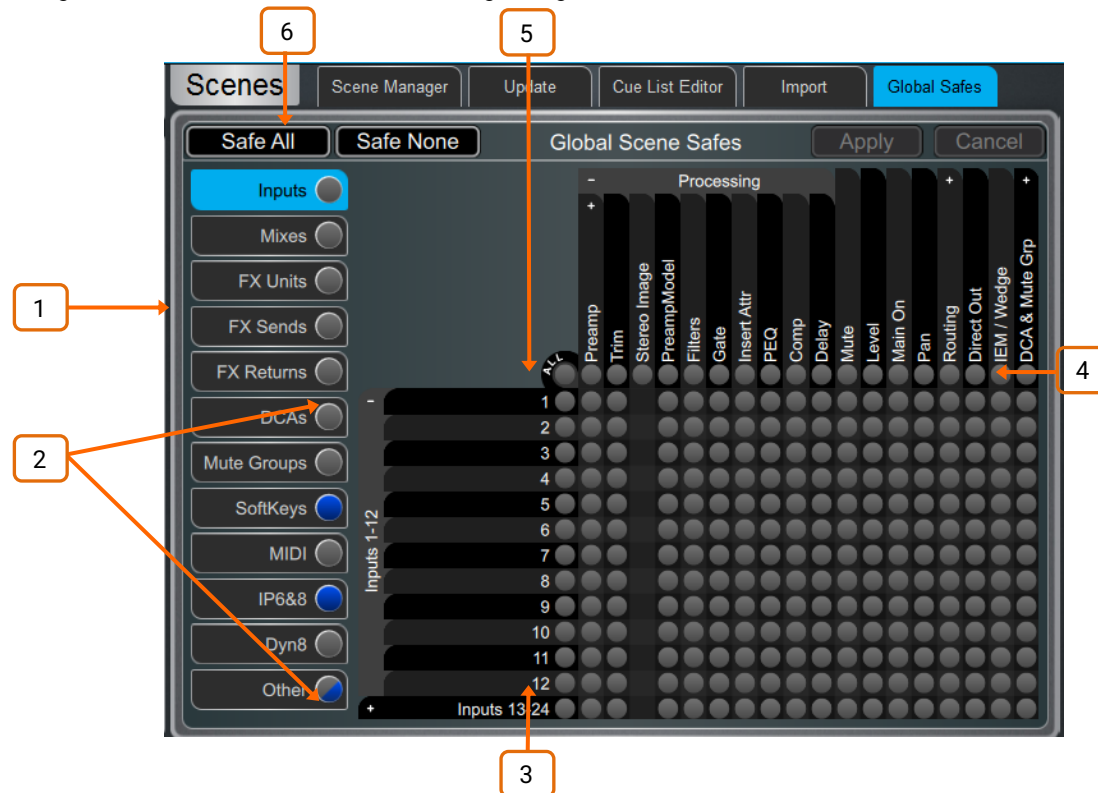 6
5
Scenes
Scene Manager
Update
Cue List Editor
Import
Global Safes
Safe All
Safe None
Global Scene Safes
Apply
Cancel
Inputs
Mixes
FX Units
FX Sends
FX Returns
DCAs
Mute Groups
SoftKeys
MIDI
IP6&8
Dyn8
Other
1
2
- Processing
+
+
+
Preamp
Trim
Stereo Image
PreampModel
Filters
Gate
Insert Attr
PEQ
Comp
Delay
Mute
Level
Main On
Pan
Routing
Direct Out
IEM / Wedge
DCA & Mute Grp
ALL
4
-
Inputs 1-12
1
2
3
4
5
6
7
8
9
10
11
12
+ Inputs 13-24
3